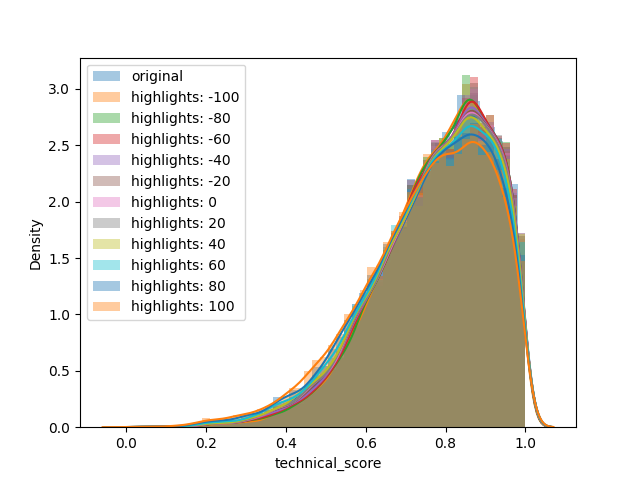 original
highlights: -100
highlights: -80
highlights: -60
highlights: -40
highlights: -20
highlights: 0
highlights: 20
highlights: 40
highlights: 60
highlights: 80
highlights: 100
Density
3.0
2.5
2.0
1.5
1.0
0.5
0.0
0.0 0.2 0.4 0.6 0.8 1.0
technical_score